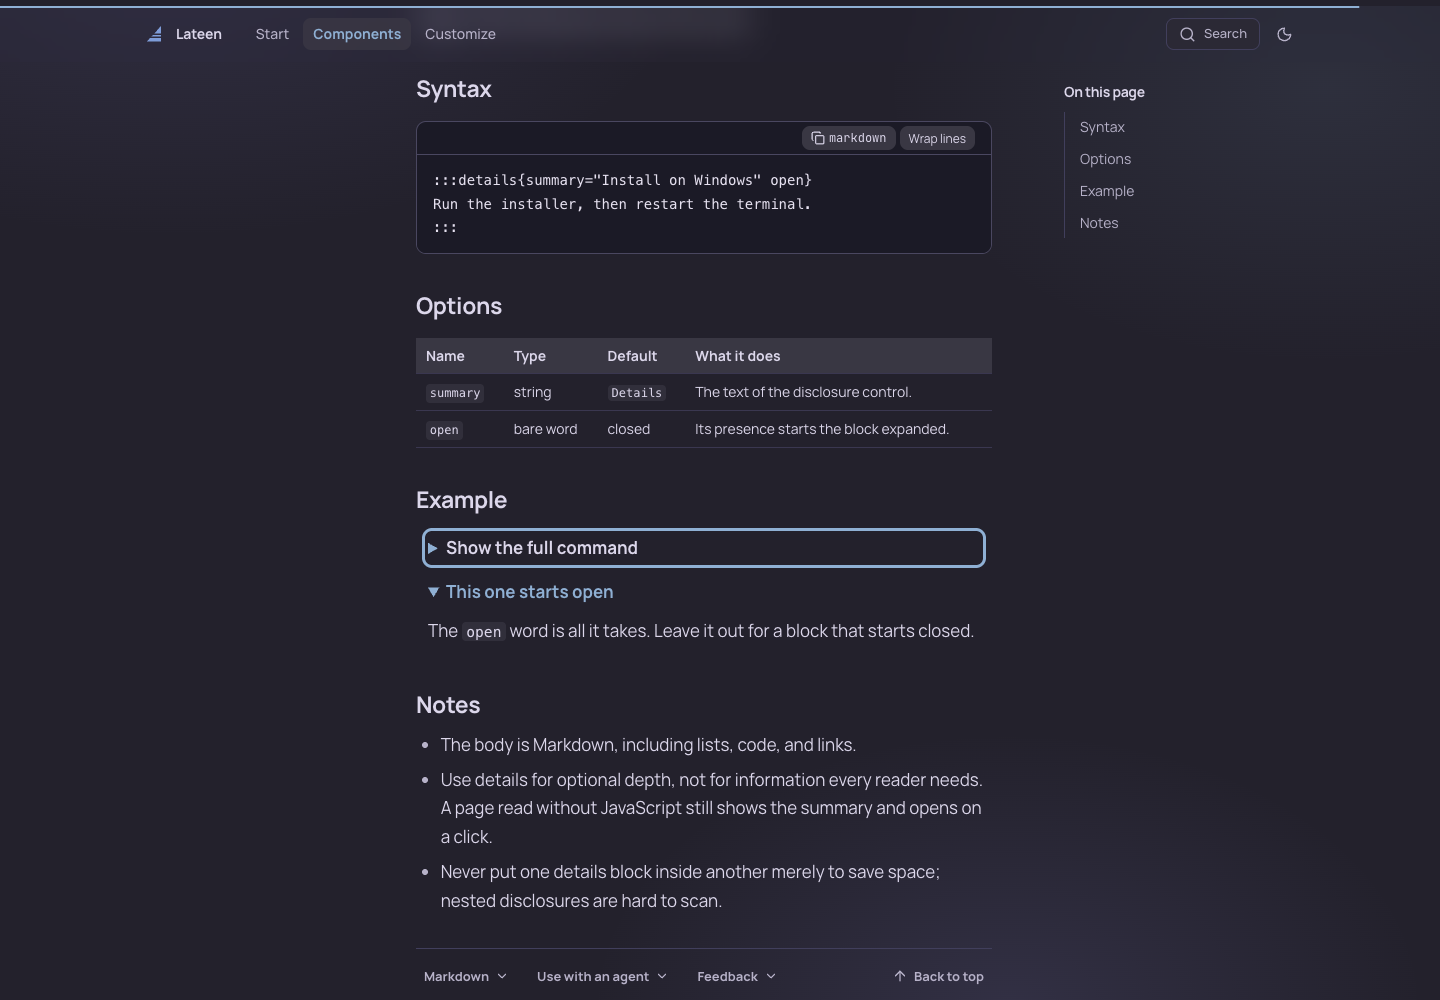 Lateen
Start
Components
Customize
Search
Syntax
markdown
Wrap lines
:::details{summary="Install on Windows" open}
Run the installer, then restart the terminal.
:::
Options
Name Type Default What it does
summary string Details The text of the disclosure control.
open bare word closed Its presence starts the block expanded.
Example
Show the full command
This one starts open
The open word is all it takes. Leave it out for a block that starts closed.
Notes
The body is Markdown, including lists, code, and links.
Use details for optional depth, not for information every reader needs.
A page read without JavaScript still shows the summary and opens on
a click.
Never put one details block inside another merely to save space;
nested disclosures are hard to scan.
Markdown
Use with an agent
Feedback
Back to top
On this page
Syntax
Options
Example
Notes